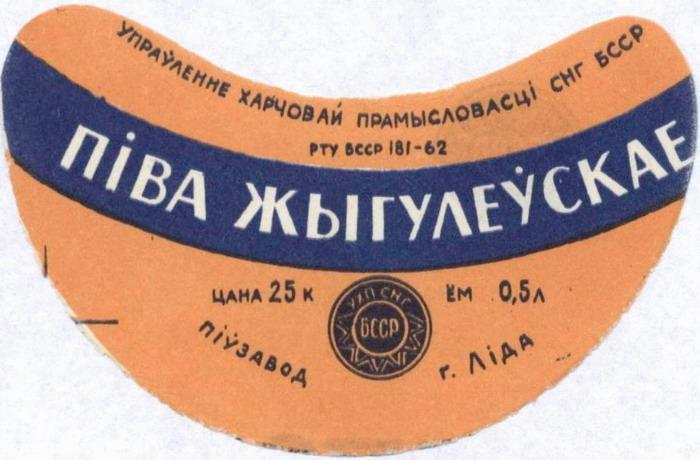 УПРАЎЛЕННЕ ХАРЧОВАЙ ПРАМЫСЛОВАСЦІ СНГ БССР
РТУ БССР 181-62
ПІВА ЖЫГУЛЕЎСКАЕ
ЦАНА 25 К
УХП СНГ
БССР
ЁМ 0,5 Л
ПІЎЗАВОД
г. ЛІДА